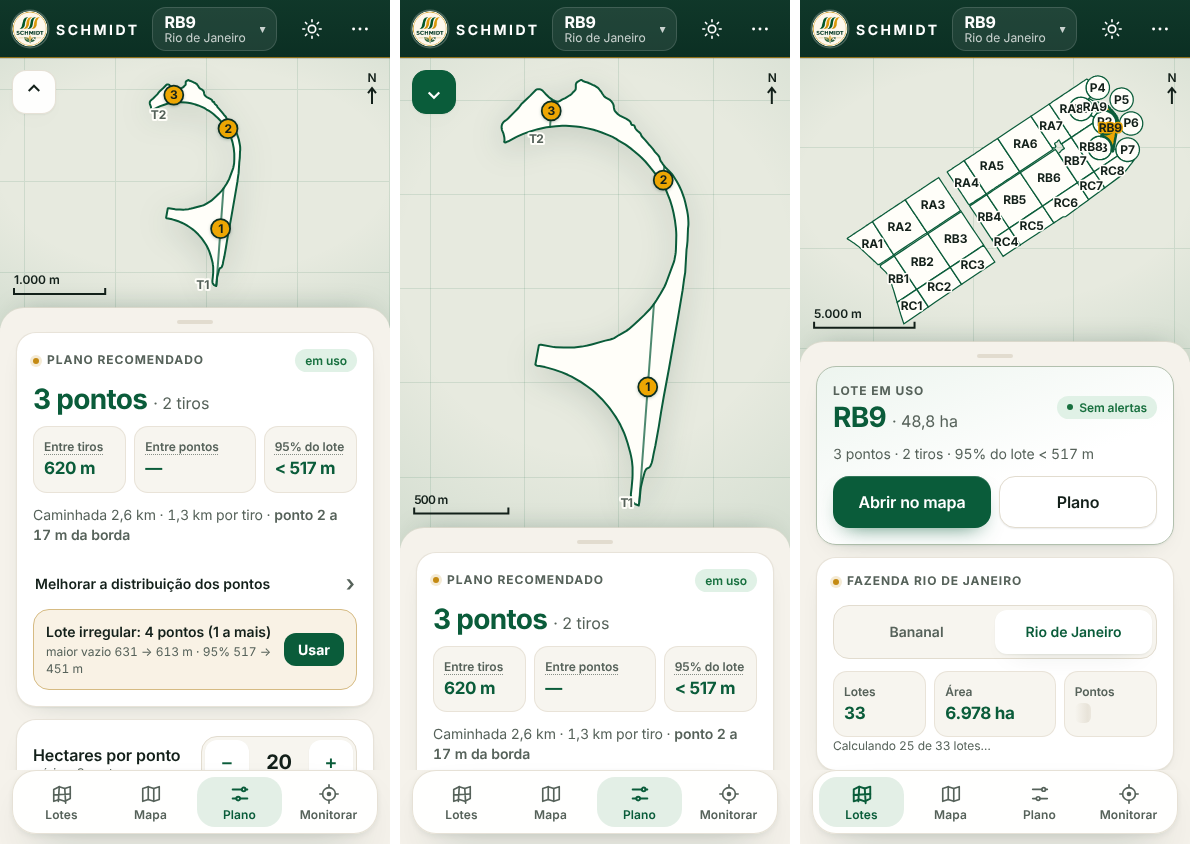 SCHMIDT
SCHMIDT
RB9
Rio de Janeiro
N
3
T2
2
1
T1
1.000 m
PLANO RECOMENDADO
em uso
3 pontos · 2 tiros
Entre tiros
620 m
Entre pontos
—
95% do lote
< 517 m
Caminhada 2,6 km · 1,3 km por tiro · ponto 2 a
17 m da borda
Melhorar a distribuição dos pontos
Lote irregular: 4 pontos (1 a mais)
maior vazio 631 → 613 m · 95% 517 →
451 m
Usar
Hectares por ponto
− 20 +
Lotes
Mapa
Plano
Monitorar
SCHMIDT
SCHMIDT
RB9
Rio de Janeiro
N
3
T2
2
1
T1
500 m
PLANO RECOMENDADO
em uso
3 pontos · 2 tiros
Entre tiros
620 m
Entre pontos
—
95% do lote
< 517 m
Caminhada 2,6 km · 1,3 km por tiro · ponto 2 a
17 m da borda
Lotes
Mapa
Plano
Monitorar
SCHMIDT
SCHMIDT
RB9
Rio de Janeiro
N
P4
P5
RA8
RA9
P6
RB9
RA7
RA6
RB8
P7
RB7
RA5
RC8
RB6
RA4
RC7
RB5
RC6
RA3
RB4
RC5
RA2
RB3
RC4
RA1
RB2
RC3
RB1
RC2
RC1
5.000 m
LOTE EM USO
RB9 · 48,8 ha
Sem alertas
3 pontos · 2 tiros · 95% do lote < 517 m
Abrir no mapa
Plano
FAZENDA RIO DE JANEIRO
Bananal
Rio de Janeiro
Lotes
33
Área
6.978 ha
Pontos
Calculando 25 de 33 lotes…
Lotes
Mapa
Plano
Monitorar